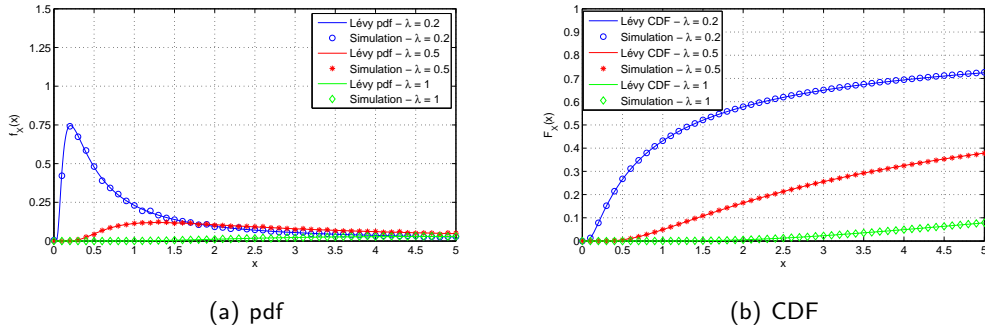 1.5
1
0.75
0.5
0.25
0
0 0.5 1 1.5 2 2.5 3 3.5 4 4.5 5
x
f_X(x)
Lévy pdf – λ = 0.2
Simulation – λ = 0.2
Lévy pdf – λ = 0.5
Simulation – λ = 0.5
Lévy pdf – λ = 1
Simulation – λ = 1
(a) pdf
1
0.9
0.8
0.7
0.6
0.5
0.4
0.3
0.2
0.1
0
0 0.5 1 1.5 2 2.5 3 3.5 4 4.5 5
x
F_X(x)
Lévy CDF – λ = 0.2
Simulation – λ = 0.2
Lévy CDF – λ = 0.5
Simulation – λ = 0.5
Lévy CDF – λ = 1
Simulation – λ = 1
(b) CDF